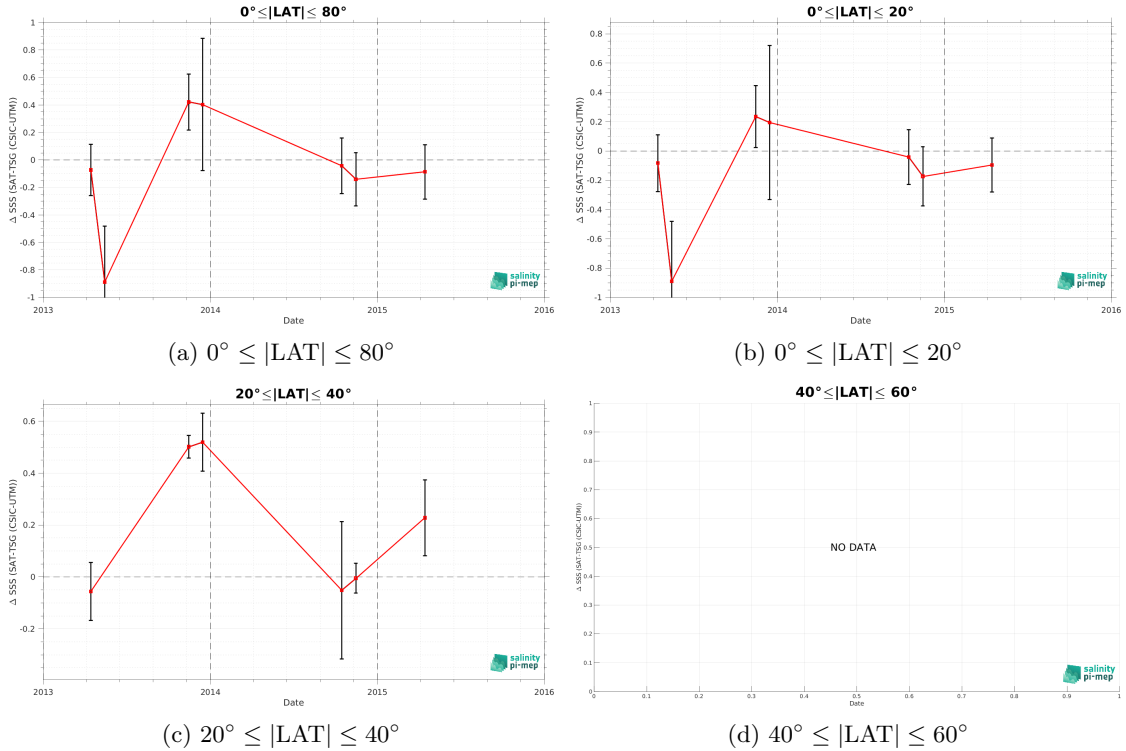 0°≤|LAT|≤ 80°
Δ SSS (SAT-TSG (CSIC-UTM))
1
0.8
0.6
0.4
0.2
0
-0.2
-0.4
-0.6
-0.8
-1
2013
2014
2015
2016
Date
salinity
pi-mep
(a) 0° ≤ |LAT| ≤ 80°
0°≤|LAT|≤ 20°
Δ SSS (SAT-TSG (CSIC-UTM))
0.8
0.6
0.4
0.2
0
-0.2
-0.4
-0.6
-0.8
-1
2013
2014
2015
2016
Date
salinity
pi-mep
(b) 0° ≤ |LAT| ≤ 20°
20°≤|LAT|≤ 40°
Δ SSS (SAT-TSG (CSIC-UTM))
0.6
0.4
0.2
0
-0.2
2013
2014
2015
2016
Date
salinity
pi-mep
(c) 20° ≤ |LAT| ≤ 40°
40°≤|LAT|≤ 60°
Δ SSS (SAT-TSG (CSIC-UTM))
1
0.9
0.8
0.7
0.6
0.5
0.4
0.3
0.2
0.1
0
NO DATA
0
0.1
0.2
0.3
0.4
0.5
0.6
0.7
0.8
0.9
1
Date
salinity
pi-mep
(d) 40° ≤ |LAT| ≤ 60°